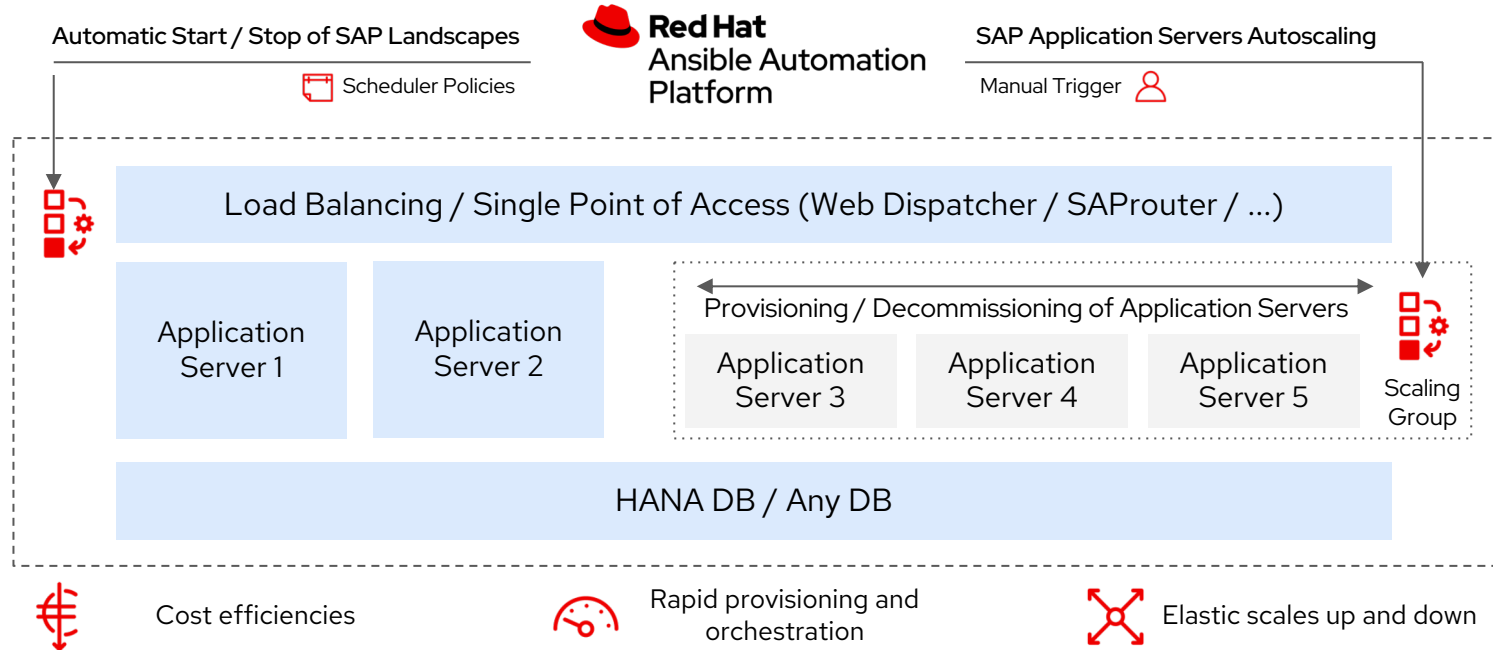 Automatic Start / Stop of SAP Landscapes
Scheduler Policies
Red Hat
Ansible Automation
Platform
SAP Application Servers Autoscaling
Manual Trigger
Load Balancing / Single Point of Access (Web Dispatcher / SAProuter / ...)
Application
Server 1
Application
Server 2
Provisioning / Decommissioning of Application Servers
Application
Server 3
Application
Server 4
Application
Server 5
Scaling
Group
HANA DB / Any DB
Cost efficiencies
Rapid provisioning and
orchestration
Elastic scales up and down